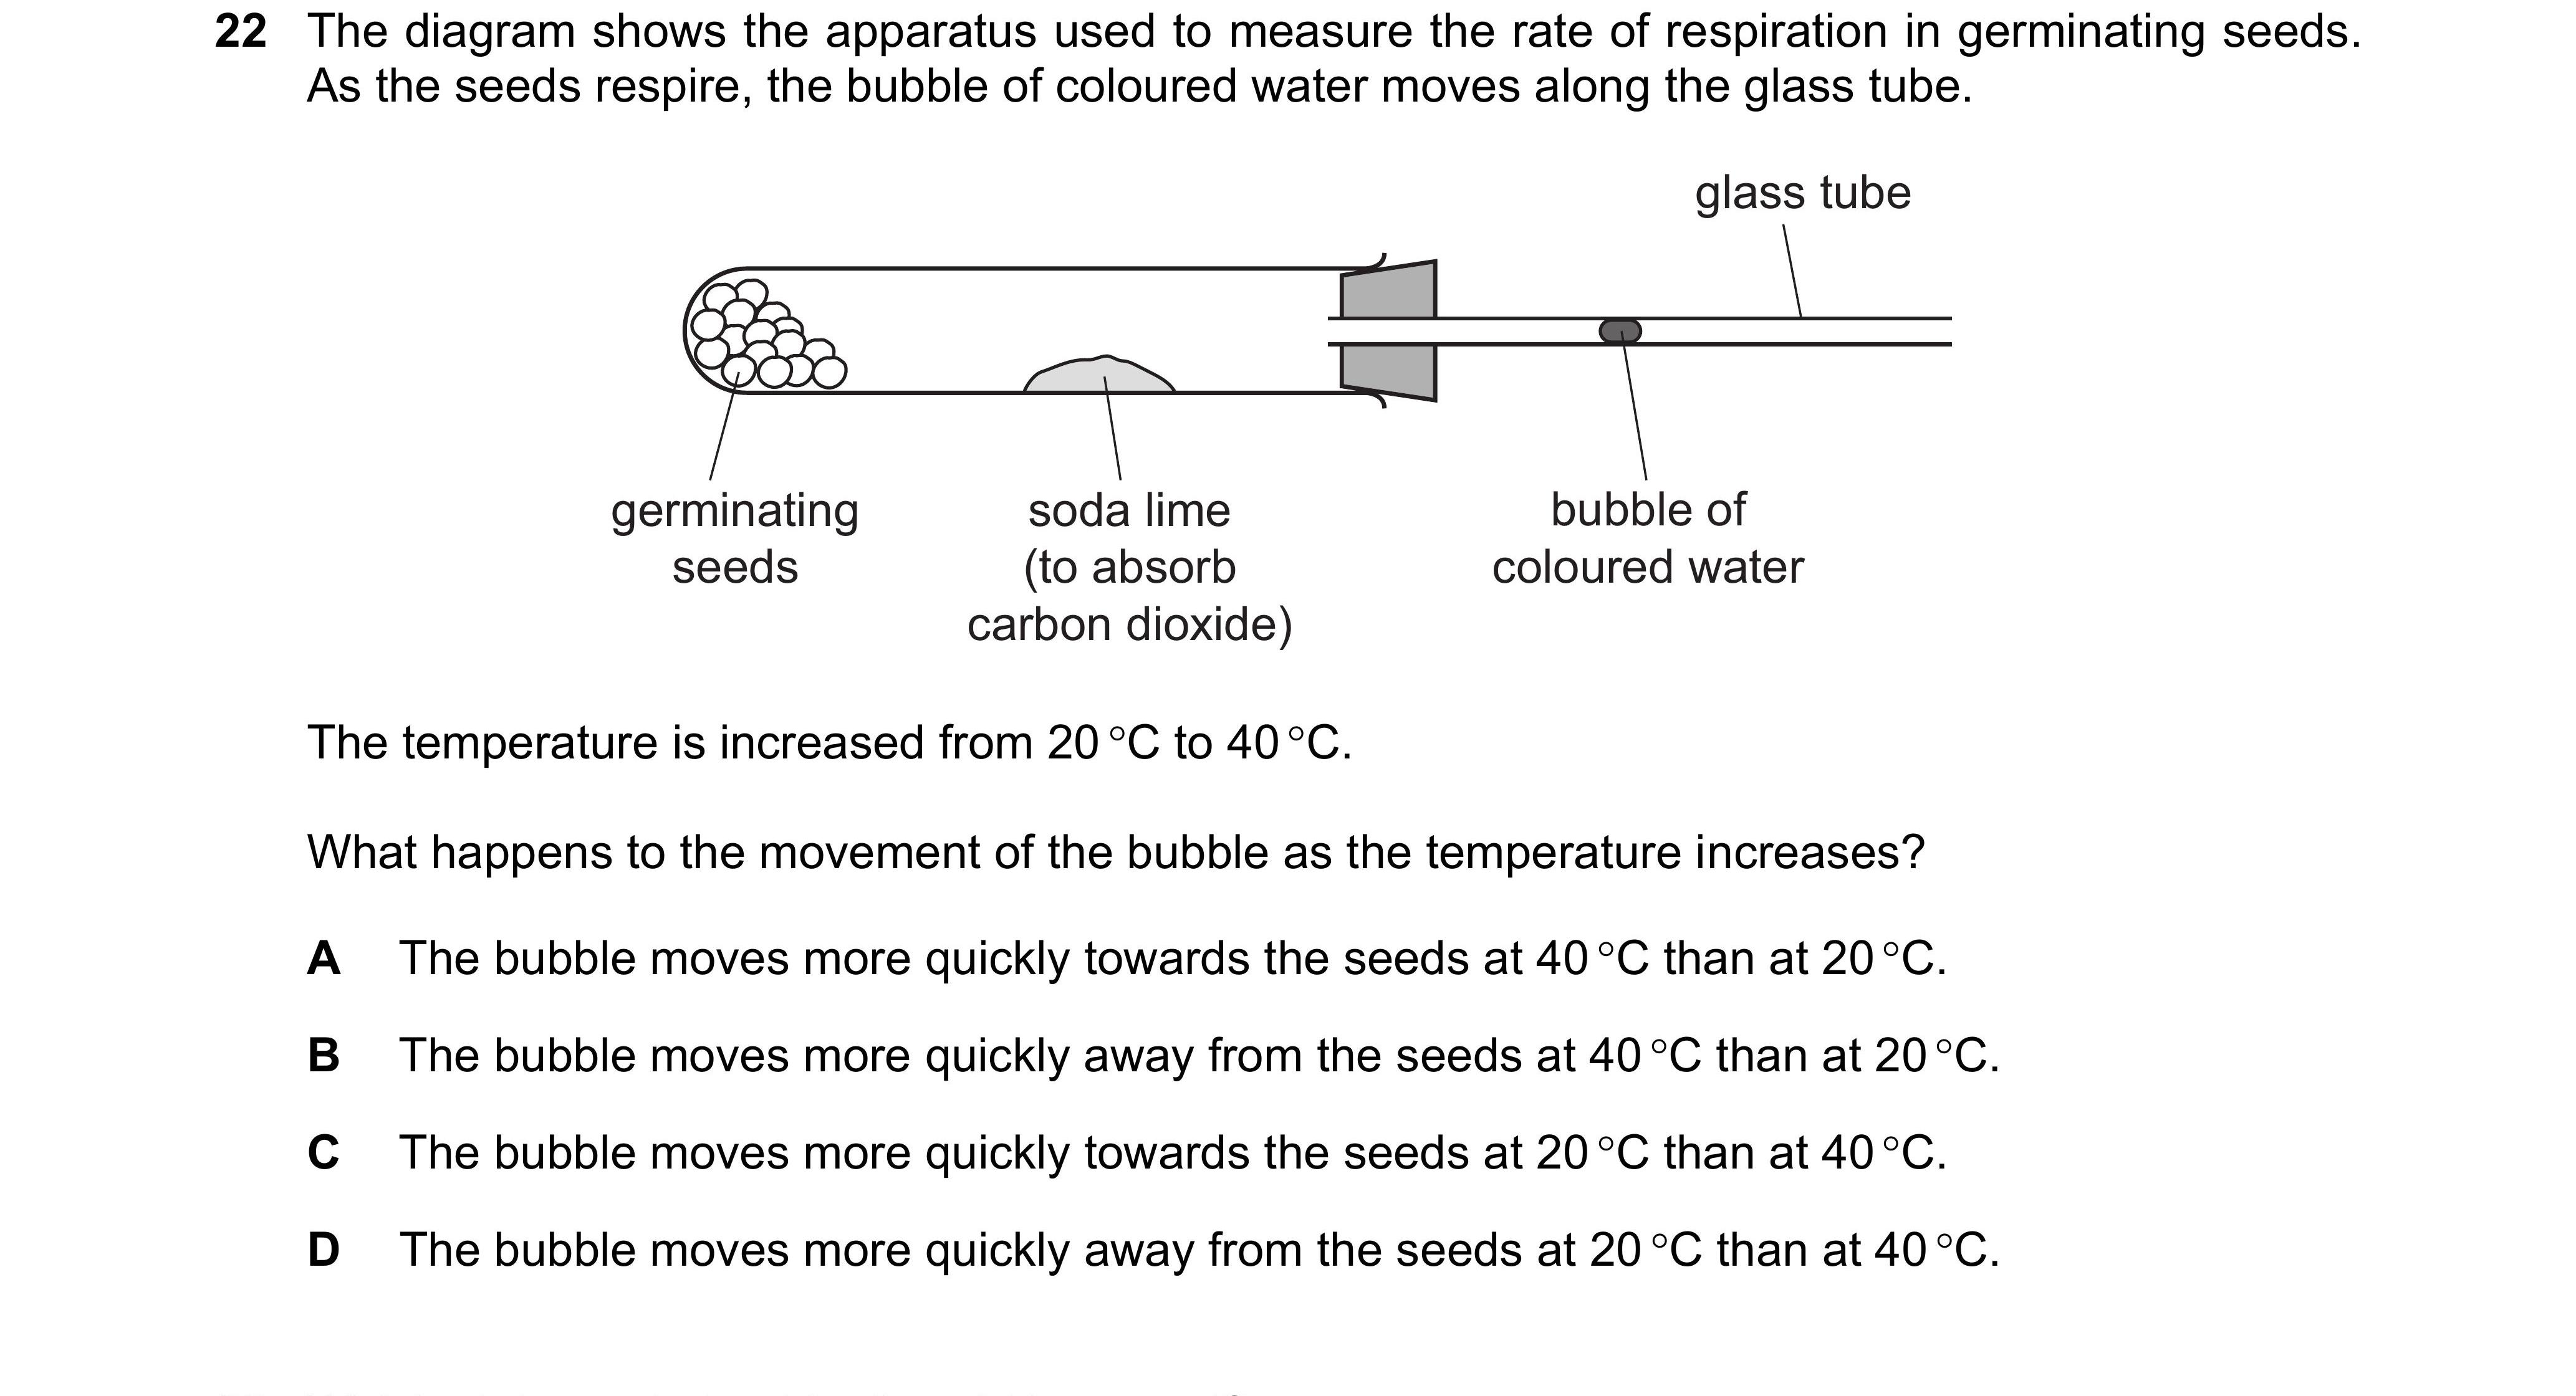 22 The diagram shows the apparatus used to measure the rate of respiration in germinating seeds.
As the seeds respire, the bubble of coloured water moves along the glass tube.
glass tube
germinating
seeds
soda lime
(to absorb
carbon dioxide)
bubble of
coloured water
The temperature is increased from 20 °C to 40 °C.
What happens to the movement of the bubble as the temperature increases?
A The bubble moves more quickly towards the seeds at 40 °C than at 20 °C.
B The bubble moves more quickly away from the seeds at 40 °C than at 20 °C.
C The bubble moves more quickly towards the seeds at 20 °C than at 40 °C.
D The bubble moves more quickly away from the seeds at 20 °C than at 40 °C.